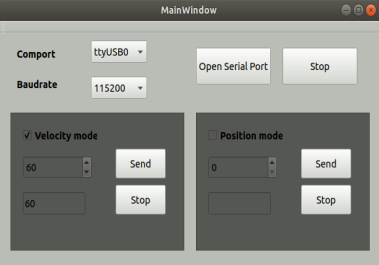 MainWindow
Comport
ttyUSB0
Open Serial Port
Stop
Baudrate
115200
Velocity mode
60
Send
60
Stop
Position mode
0
Send
Stop